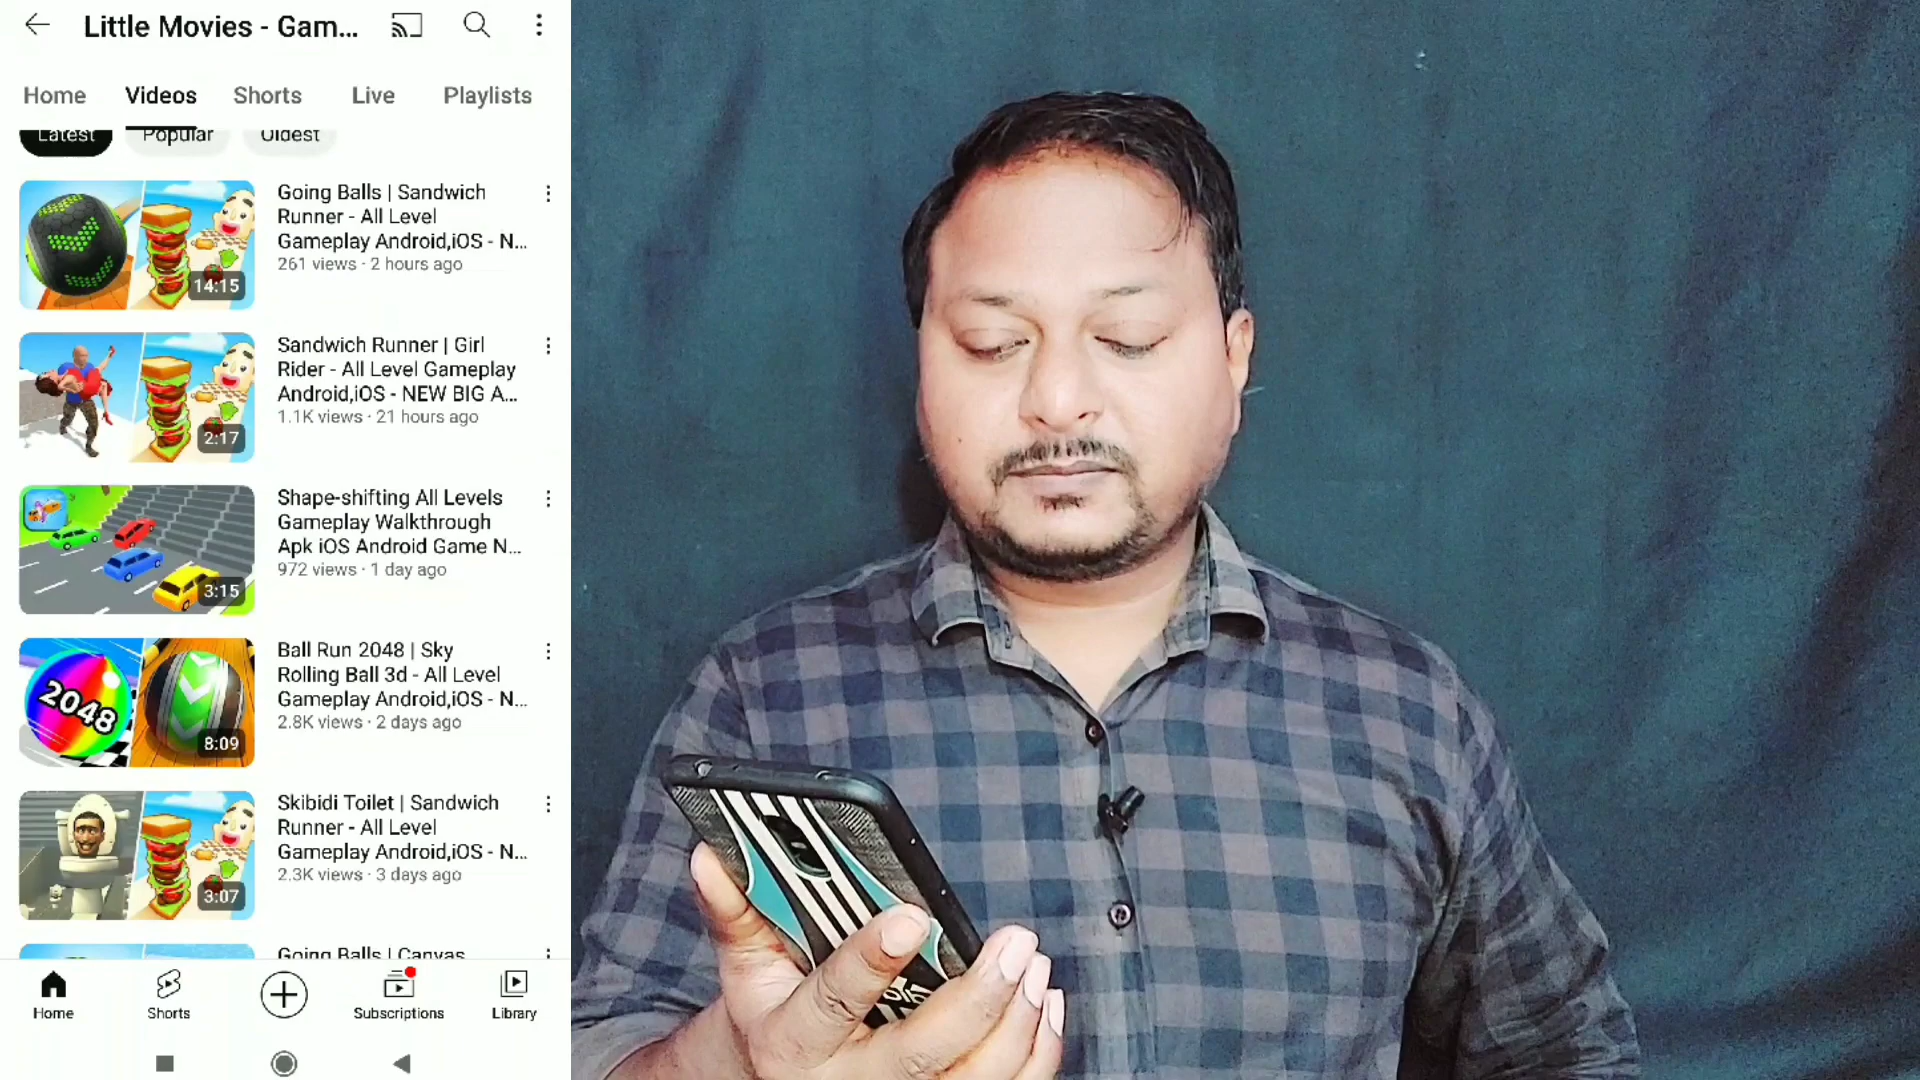 Little Movies - Gam...
Home Videos Shorts Live Playlists
Latest Popular Oldest
Going Balls | Sandwich
Runner - All Level
Gameplay Android,iOS - N...
261 views · 2 hours ago
14:15
Sandwich Runner | Girl
Rider - All Level Gameplay
Android,iOS - NEW BIG A...
1.1K views · 21 hours ago
2:17
Shape-shifting All Levels
Gameplay Walkthrough
Apk iOS Android Game N...
972 views · 1 day ago
3:15
Ball Run 2048 | Sky
Rolling Ball 3d - All Level
Gameplay Android,iOS - N...
2.8K views · 2 days ago
2048
8:09
Skibidi Toilet | Sandwich
Runner - All Level
Gameplay Android,iOS - N...
2.3K views · 3 days ago
3:07
Going Balls | Canvas
Home Shorts Subscriptions Library